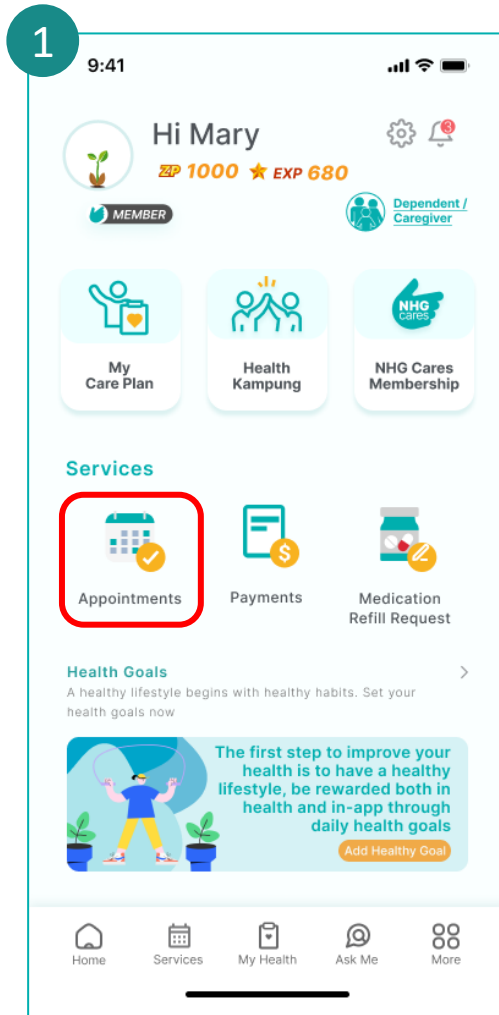 1
9:41
Hi Mary
3
ZP 1000 EXP 680
MEMBER
Dependent /
Caregiver
NHG
cares
My
Care Plan
Health
Kampung
NHG Cares
Membership
Services
$
Appointments
Payments
Medication
Refill Request
Health Goals
A healthy lifestyle begins with healthy habits. Set your
health goals now
The first step to improve your
health is to have a healthy
lifestyle, be rewarded both in
health and in-app through
daily health goals
Add Healthy Goal
Home Services My Health Ask Me More